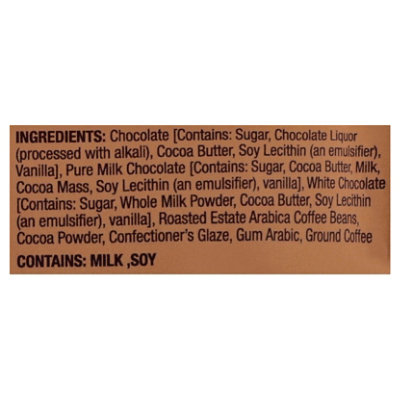 INGREDIENTS: Chocolate [Contains: Sugar, Chocolate Liquor
(processed with alkali), Cocoa Butter, Soy Lecithin (an emulsifier),
Vanilla], Pure Milk Chocolate [Contains: Sugar, Cocoa Butter, Milk,
Cocoa Mass, Soy Lecithin (an emulsifier), vanilla], White Chocolate
[Contains: Sugar, Whole Milk Powder, Cocoa Butter, Soy Lecithin
(an emulsifier), vanilla], Roasted Estate Arabica Coffee Beans,
Cocoa Powder, Confectioner's Glaze, Gum Arabic, Ground Coffee
CONTAINS: MILK ,SOY